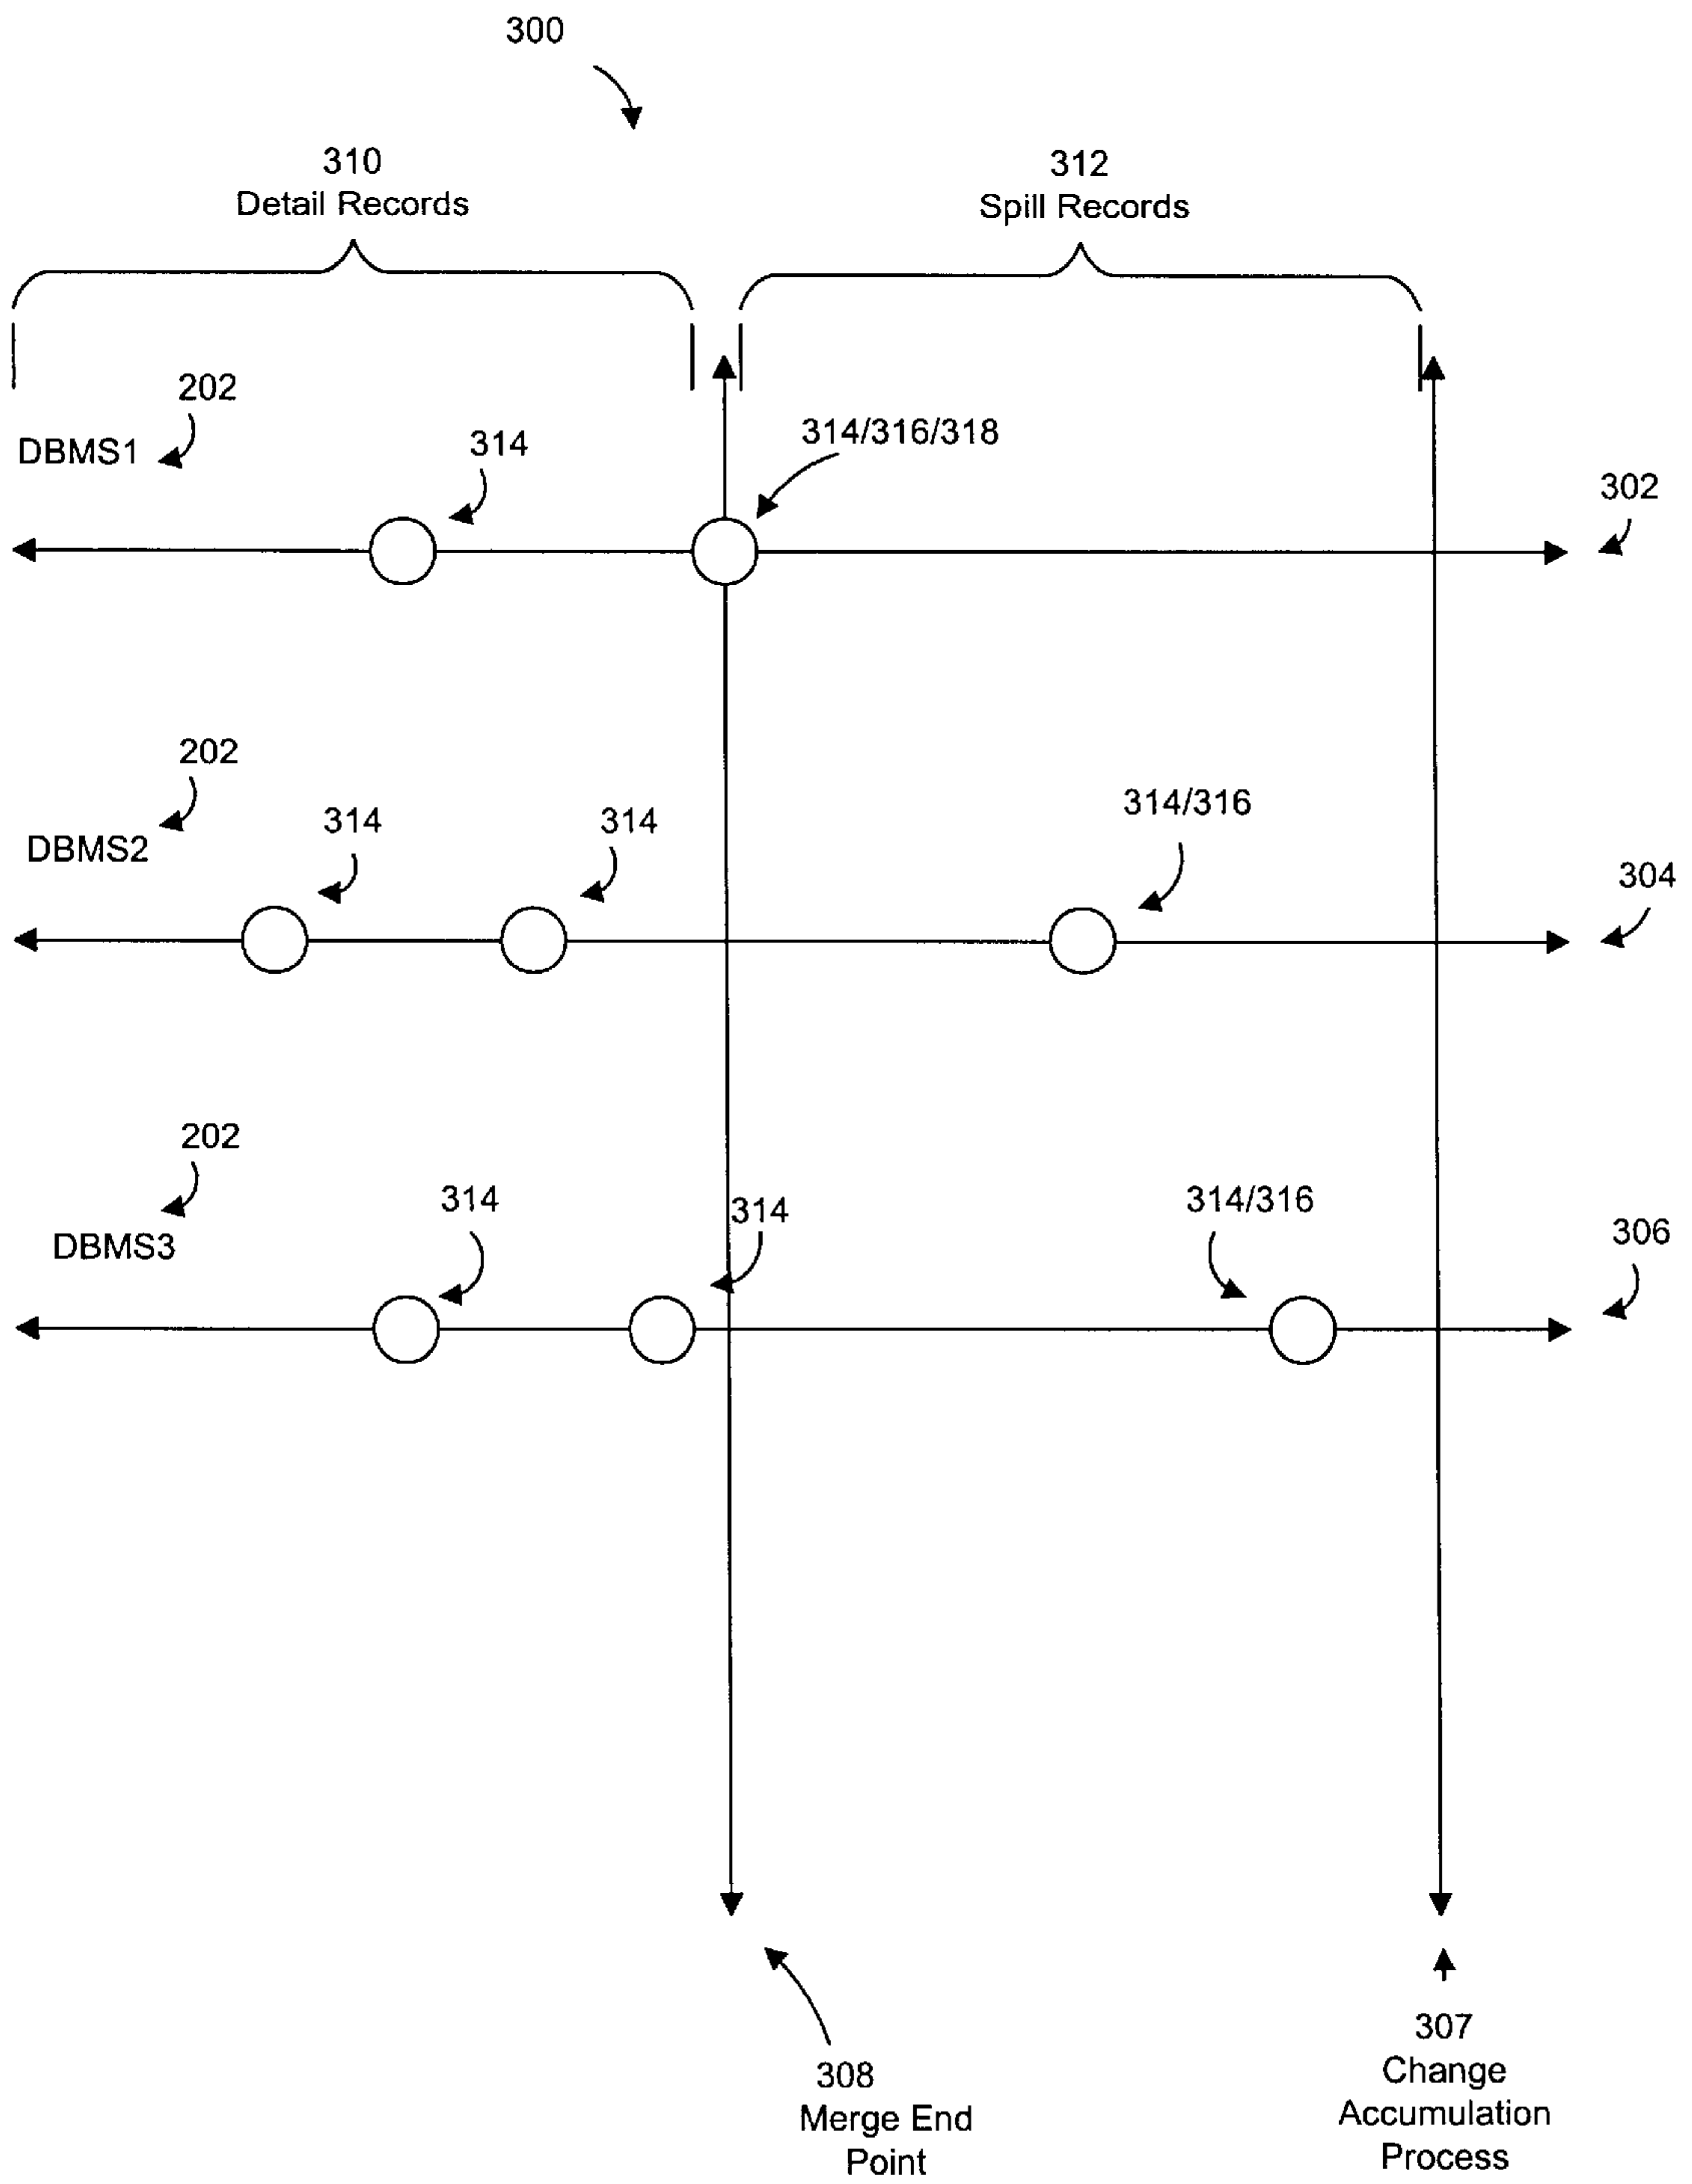 300
310
Detail Records
312
Spill Records
202
DBMS1
314
314/316/318
302
202
DBMS2
314
314
314/316
304
202
DBMS3
314
314
314/316
306
308
Merge End
Point
307
Change
Accumulation
Process